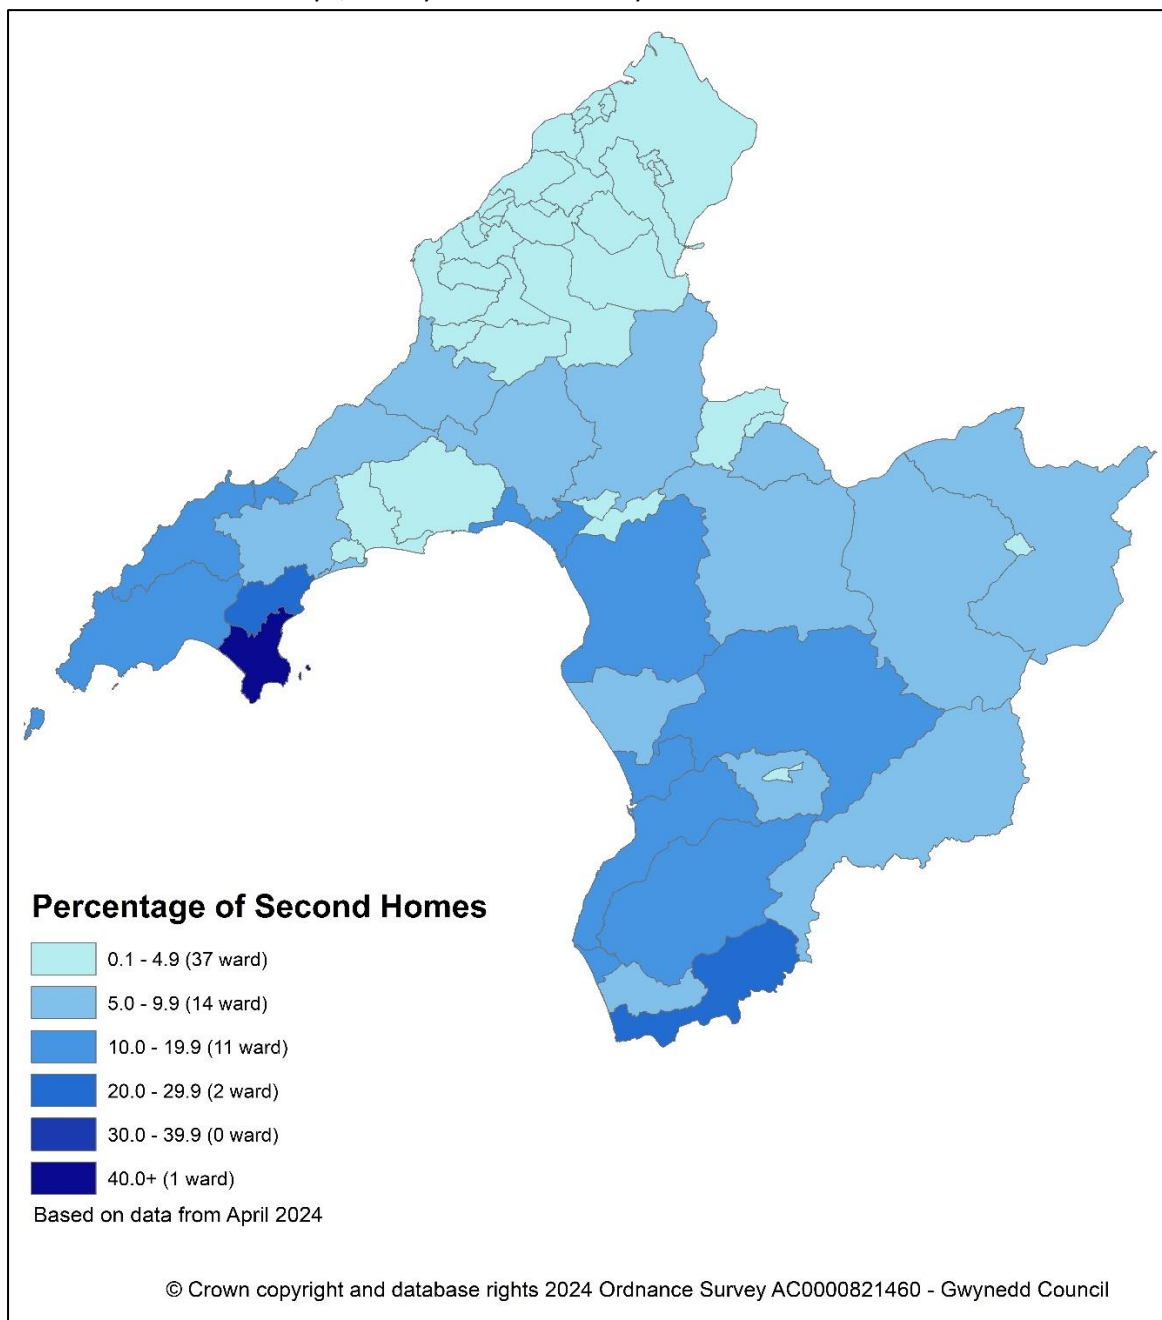 Percentage of Second Homes
0.1 - 4.9 (37 ward)
5.0 - 9.9 (14 ward)
10.0 - 19.9 (11 ward)
20.0 - 29.9 (2 ward)
30.0 - 39.9 (0 ward)
40.0+ (1 ward)
Based on data from April 2024
© Crown copyright and database rights 2024 Ordnance Survey AC0000821460 - Gwynedd Council